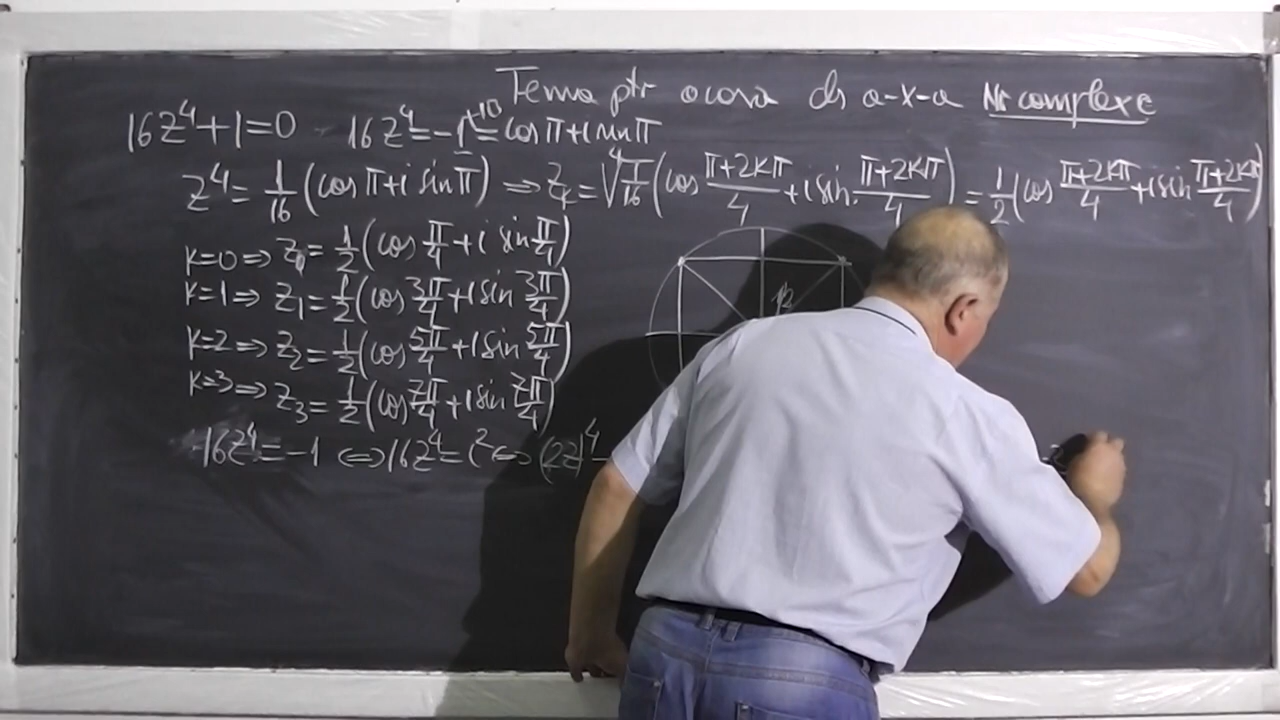 Tema ptr a cova ds a-x-a Nr complexe
16Z⁴+1=0 16Z⁴=-1+i0=cos π+i sin π
Z⁴=1/16(cos π+i sin π) ⇒ Zₖ=⁴√1/16(cos π+2kπ/4+i sin π+2kπ/4)=1/2(cos π+2kπ/4+i sin π+2kπ/4)
k=0⇒ Z₀=1/2(cos π/4+i sin π/4)
k=1⇒ Z₁=1/2(cos 3π/4+i sin 3π/4)
k=2⇒ Z₂=1/2(cos 5π/4+i sin 5π/4)
k=3⇒ Z₃=1/2(cos 7π/4+i sin 7π/4)
16Z⁴=-1 ⇔16Z⁴=i²⇔(2Z)⁴-